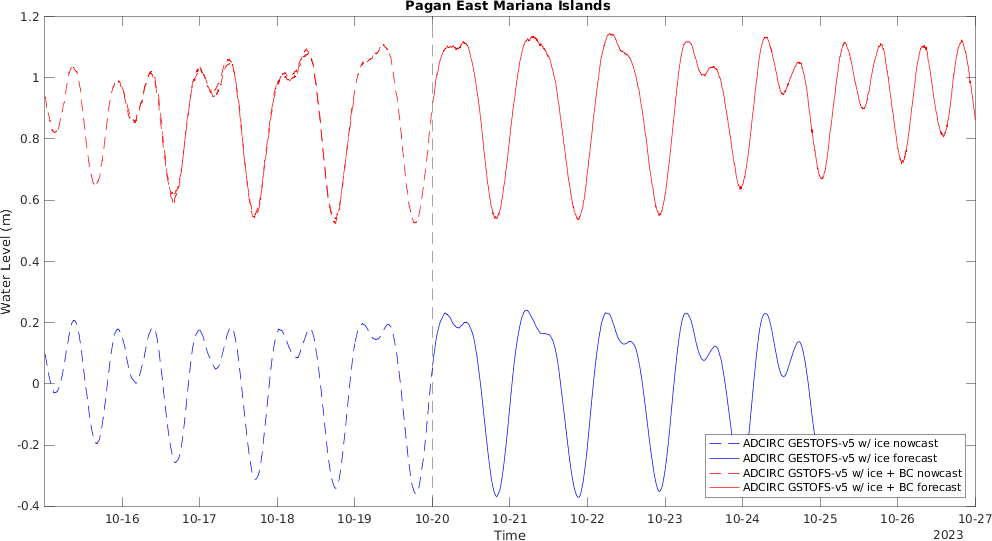 Pagan East Mariana Islands
Water Level (m)
1.2
1
0.8
0.6
0.4
0.2
0
-0.2
-0.4
ADCIRC GESTOFS-v5 w/ ice nowcast
ADCIRC GESTOFS-v5 w/ ice forecast
ADCIRC GSTOFS-v5 w/ ice + BC nowcast
ADCIRC GSTOFS-v5 w/ ice + BC forecast
10-16 10-17 10-18 10-19 10-20 10-21 10-22 10-23 10-24 10-25 10-26 10-27
Time
2023